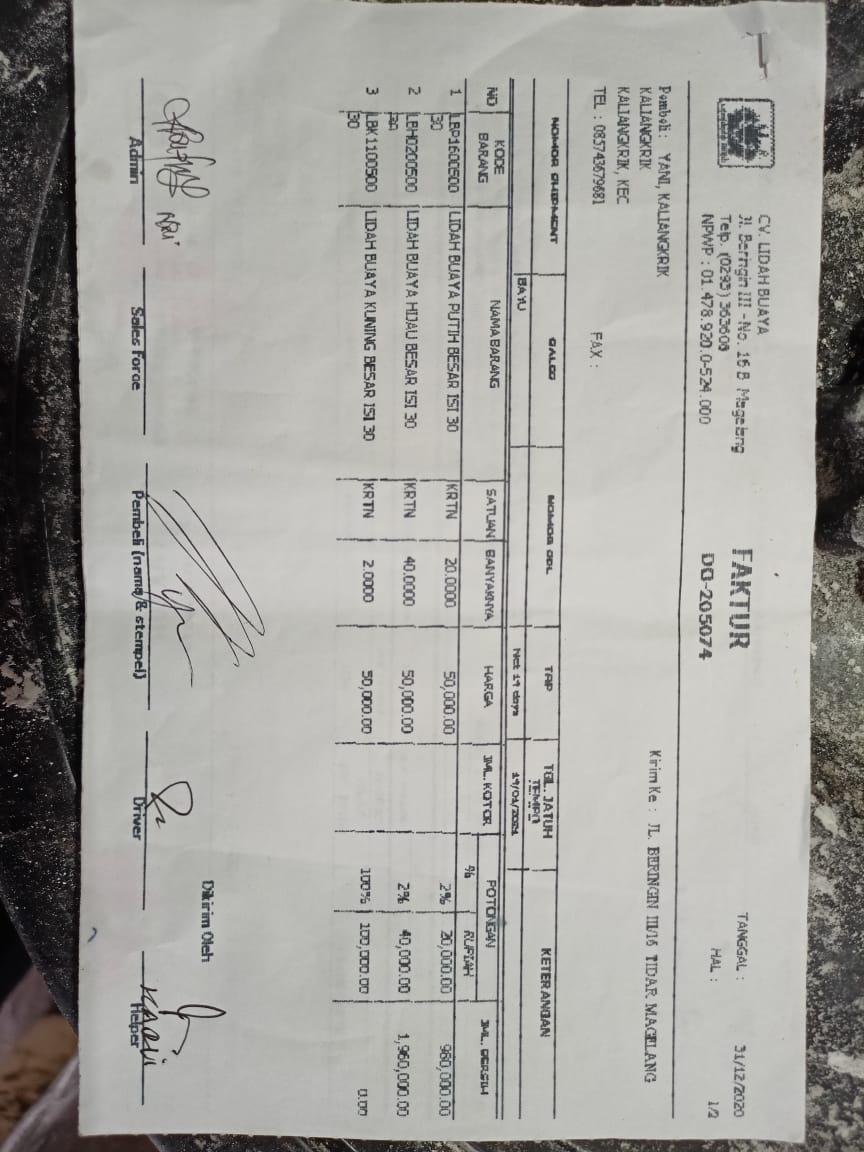 CV. LIDAH BUAYA
Jl. Beringin III - No. 16 B Magelang
Telp. (0293) 363608
NPWP : 01.478.920.0-524.000
FAKTUR
DO-205074
TANGGAL : 31/12/2020
HAL : 1/2
Pembeli : YANI, KALIANGKRIK
KALIANGKRIK
KALIANGKRIK, KEC
TEL : 085743679681 FAX :
Kirim Ke : JL. BERINGIN III/16 TIDAR MAGELANG
NOMOR SHIPMENT SALES NOMOR TGL. JATUH TEMPO KETERANGAN
BAYU Net 19 days 19/01/2021
NO KODE BARANG NAMA BARANG SATUAN BANYAKNYA HARGA JML. KOTOR POTONGAN JML. BERSIH
% RUPIAH
1 LBP1600500 LIDAH BUAYA PUTIH BESAR ISI 30 KRTN 20.0000 50,000.00 2% 20,000.00 980,000.00
30
2 LBH0200500 LIDAH BUAYA HIJAU BESAR ISI 30 KRTN 40.0000 50,000.00 2% 40,000.00 1,960,000.00
30
3 LBK1100500 LIDAH BUAYA KUNING BESAR ISI 30 KRTN 2.0000 50,000.00 100% 100,000.00 0.00
30
Dikirim Oleh
KARVI
Admin Sales Force Pembeli (nama & stempel) Driver Helper